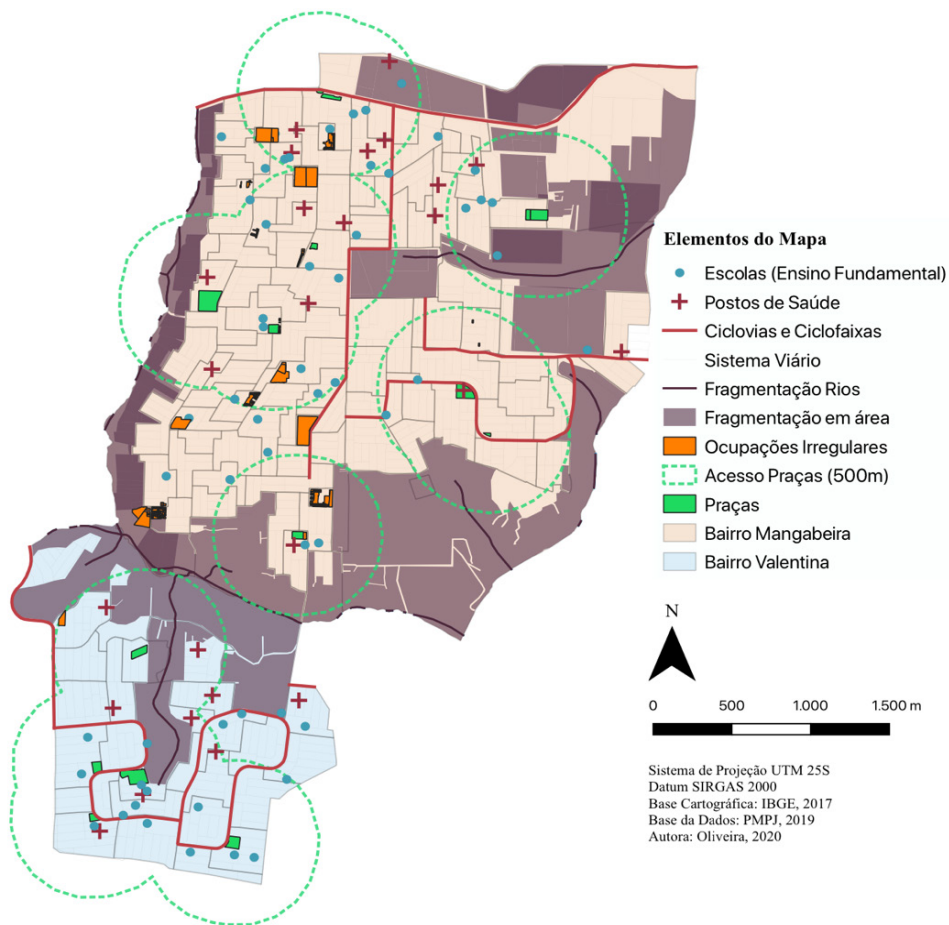 Elementos do Mapa
Escolas (Ensino Fundamental)
Postos de Saúde
Ciclovias e Ciclofaixas
Sistema Viário
Fragmentação Rios
Fragmentação em área
Ocupações Irregulares
Acesso Praças (500m)
Praças
Bairro Mangabeira
Bairro Valentina
N
0 500 1.000 1.500 m
Sistema de Projeção UTM 25S
Datum SIRGAS 2000
Base Cartográfica: IBGE, 2017
Base da Dados: PMPJ, 2019
Autora: Oliveira, 2020